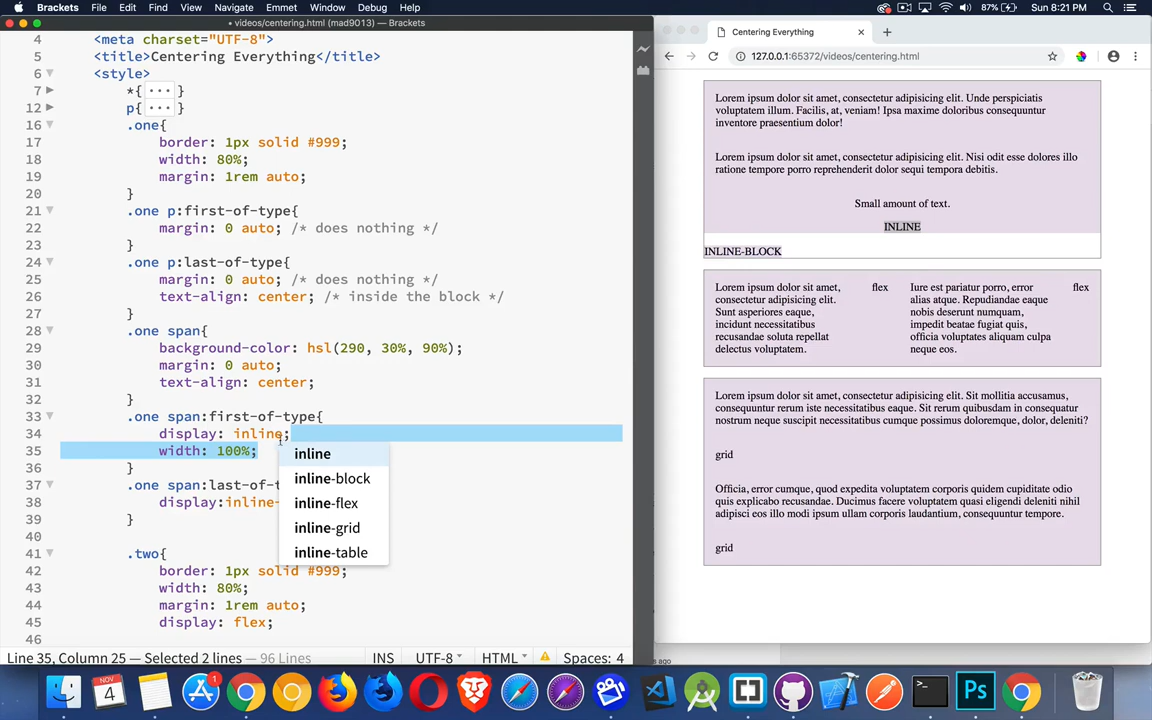 Brackets File Edit Find View Navigate Emmet Window Debug Help 87% Sun 8:21 PM
• videos/centering.html (mad9013) — Brackets
4 <meta charset="UTF-8">
5 <title>Centering Everything</title>
6 <style>
7 *{ ··· }
12 p{ ··· }
16 .one{
17 border: 1px solid #999;
18 width: 80%;
19 margin: 1rem auto;
20 }
21 .one p:first-of-type{
22 margin: 0 auto; /* does nothing */
23 }
24 .one p:last-of-type{
25 margin: 0 auto; /* does nothing */
26 text-align: center; /* inside the block */
27 }
28 .one span{
29 background-color: hsl(290, 30%, 90%);
30 margin: 0 auto;
31 text-align: center;
32 }
33 .one span:first-of-type{
34 display: inline;
35 width: 100%;
36 }
37 .one span:last-of-t
38 display:inline-
39 }
40
41 .two{
42 border: 1px solid #999;
43 width: 80%;
44 margin: 1rem auto;
45 display: flex;
46
inline
inline-block
inline-flex
inline-grid
inline-table
Line 35, Column 25 — Selected 2 lines — 96 Lines INS UTF-8 HTML Spaces: 4
Centering Everything
127.0.0.1:65372/videos/centering.html
Lorem ipsum dolor sit amet, consectetur adipisicing elit. Unde perspiciatis
voluptatem illum. Facilis, at, veniam! Ipsa maxime doloribus consequuntur
inventore praesentium dolor!
Lorem ipsum dolor sit amet, consectetur adipisicing elit. Nisi odit esse dolores illo
ratione tempore porro reprehenderit dolor sequi tempora debitis.
Small amount of text.
INLINE
INLINE-BLOCK
Lorem ipsum dolor sit amet,
consectetur adipisicing elit.
Sunt asperiores eaque,
incidunt necessitatibus
recusandae soluta repellat
delectus voluptatem.
flex
Iure est pariatur porro, error
alias atque. Repudiandae eaque
nobis deserunt numquam,
impedit beatae fugiat quis,
officia voluptates aliquam culpa
neque eos.
flex
Lorem ipsum dolor sit amet, consectetur adipisicing elit. Sit mollitia accusamus,
consequuntur rerum iste necessitatibus eaque. Sit rerum quibusdam in consequatur
nostrum neque suscipit necessitatibus cumque possimus doloremque, dolor, deleniti?
grid
Officia, error cumque, quod expedita voluptatem corporis quidem cupiditate odio
quis explicabo recusandae. Ducimus facere voluptatum quasi eligendi deleniti nihil
adipisci eos illo modi ipsum ullam corporis laudantium, consequuntur tempore.
grid
s ago
NOV
4
1
Ps